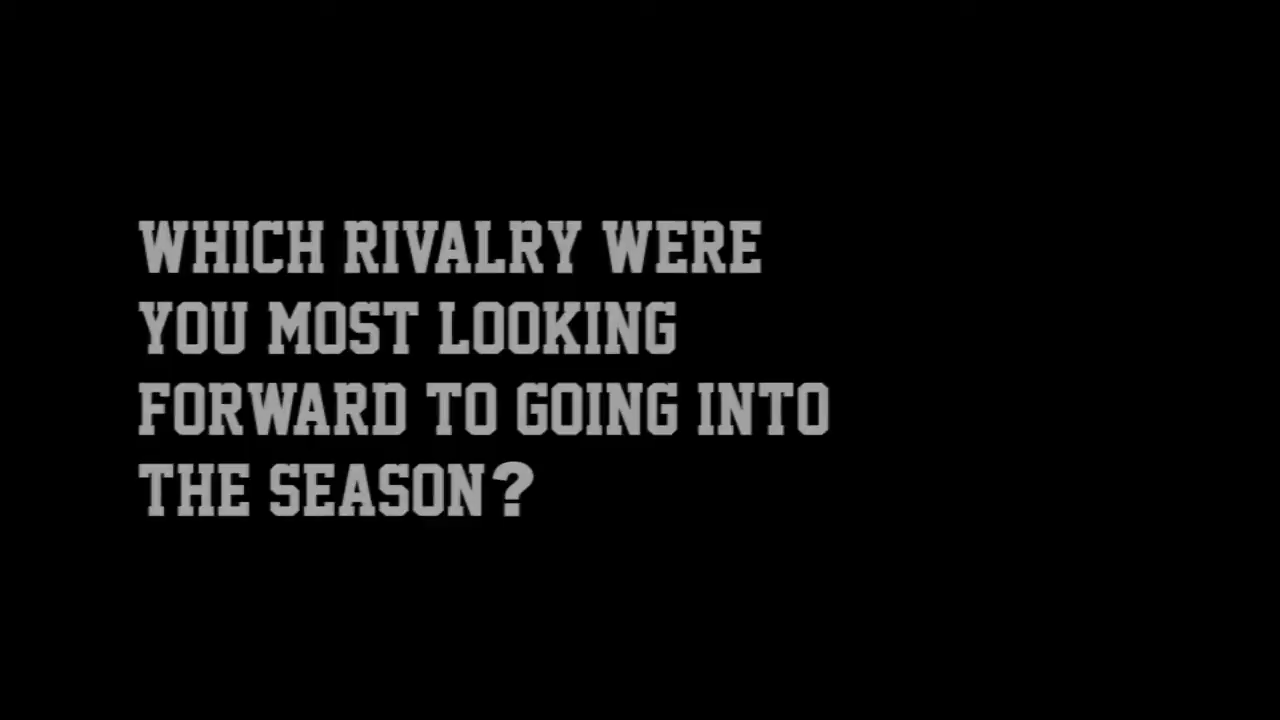 WHICH RIVALRY WERE
YOU MOST LOOKING
FORWARD TO GOING INTO
THE SEASON?